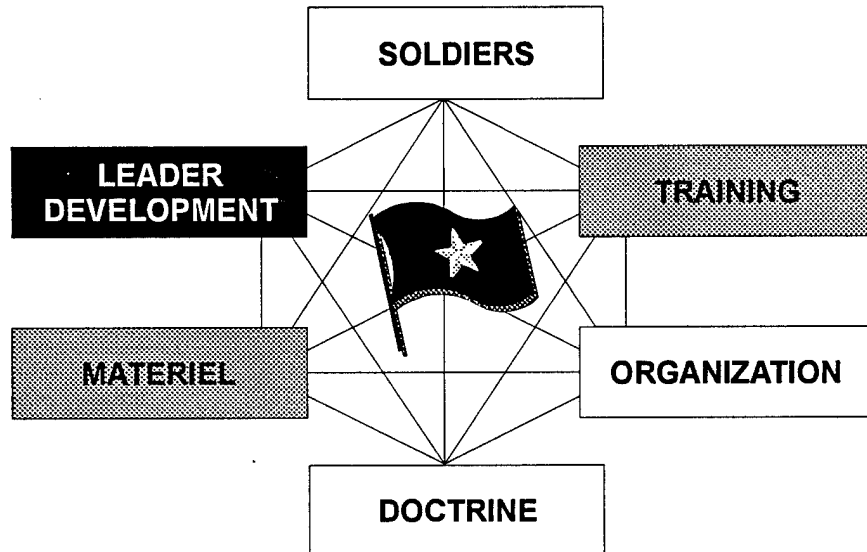 SOLDIERS
LEADER
DEVELOPMENT
TRAINING
MATERIEL
ORGANIZATION
DOCTRINE